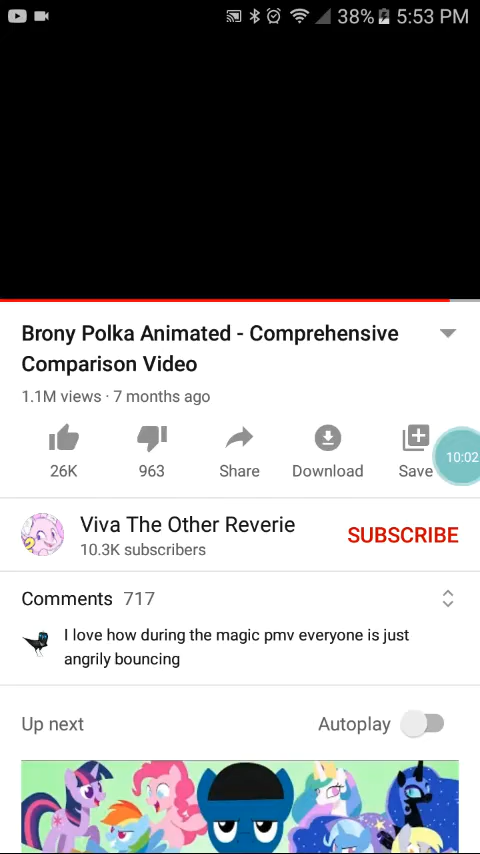 38% 5:53 PM
Brony Polka Animated - Comprehensive
Comparison Video
1.1M views · 7 months ago
26K 963 Share Download Save
10:02
Viva The Other Reverie
10.3K subscribers
SUBSCRIBE
Comments 717
I love how during the magic pmv everyone is just
angrily bouncing
Up next Autoplay